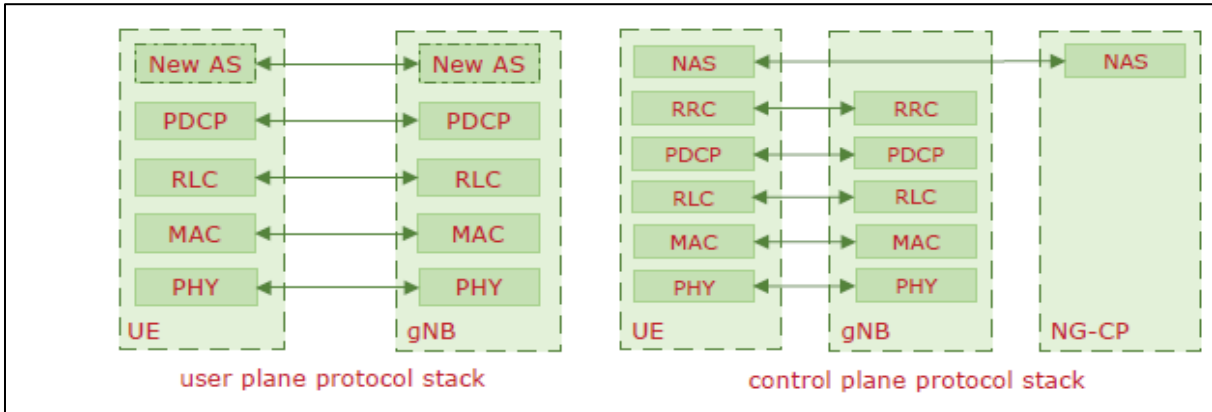 New AS New AS
PDCP PDCP
RLC RLC
MAC MAC
PHY PHY
UE gNB
user plane protocol stack
NAS NAS
RRC RRC
PDCP PDCP
RLC RLC
MAC MAC
PHY PHY
UE gNB NG-CP
control plane protocol stack